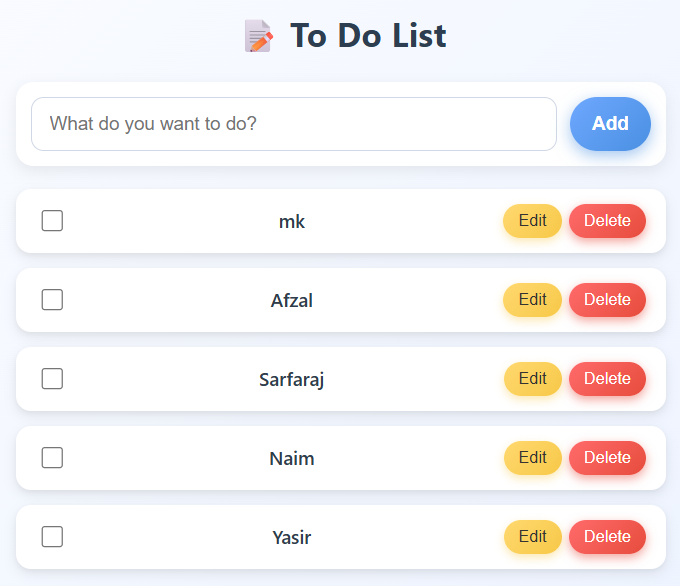 To Do List
What do you want to do? Add
mk Edit Delete
Afzal Edit Delete
Sarfaraj Edit Delete
Naim Edit Delete
Yasir Edit Delete